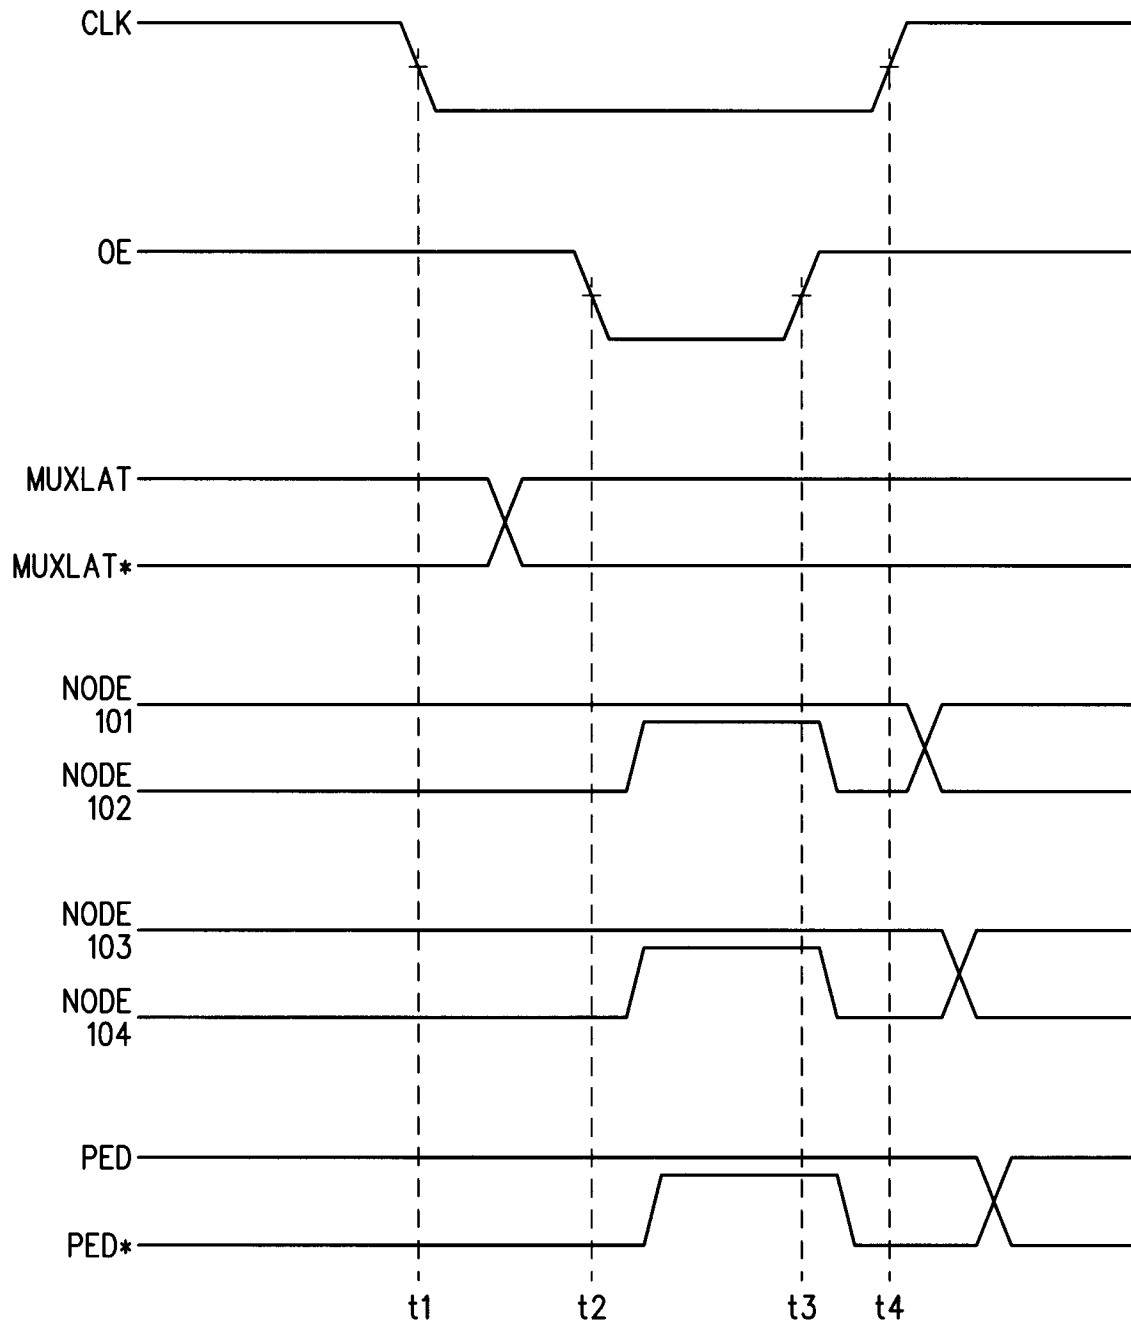 CLK
OE
MUXLAT
MUXLAT*
NODE
101
NODE
102
NODE
103
NODE
104
PED
PED*
t1 t2 t3 t4